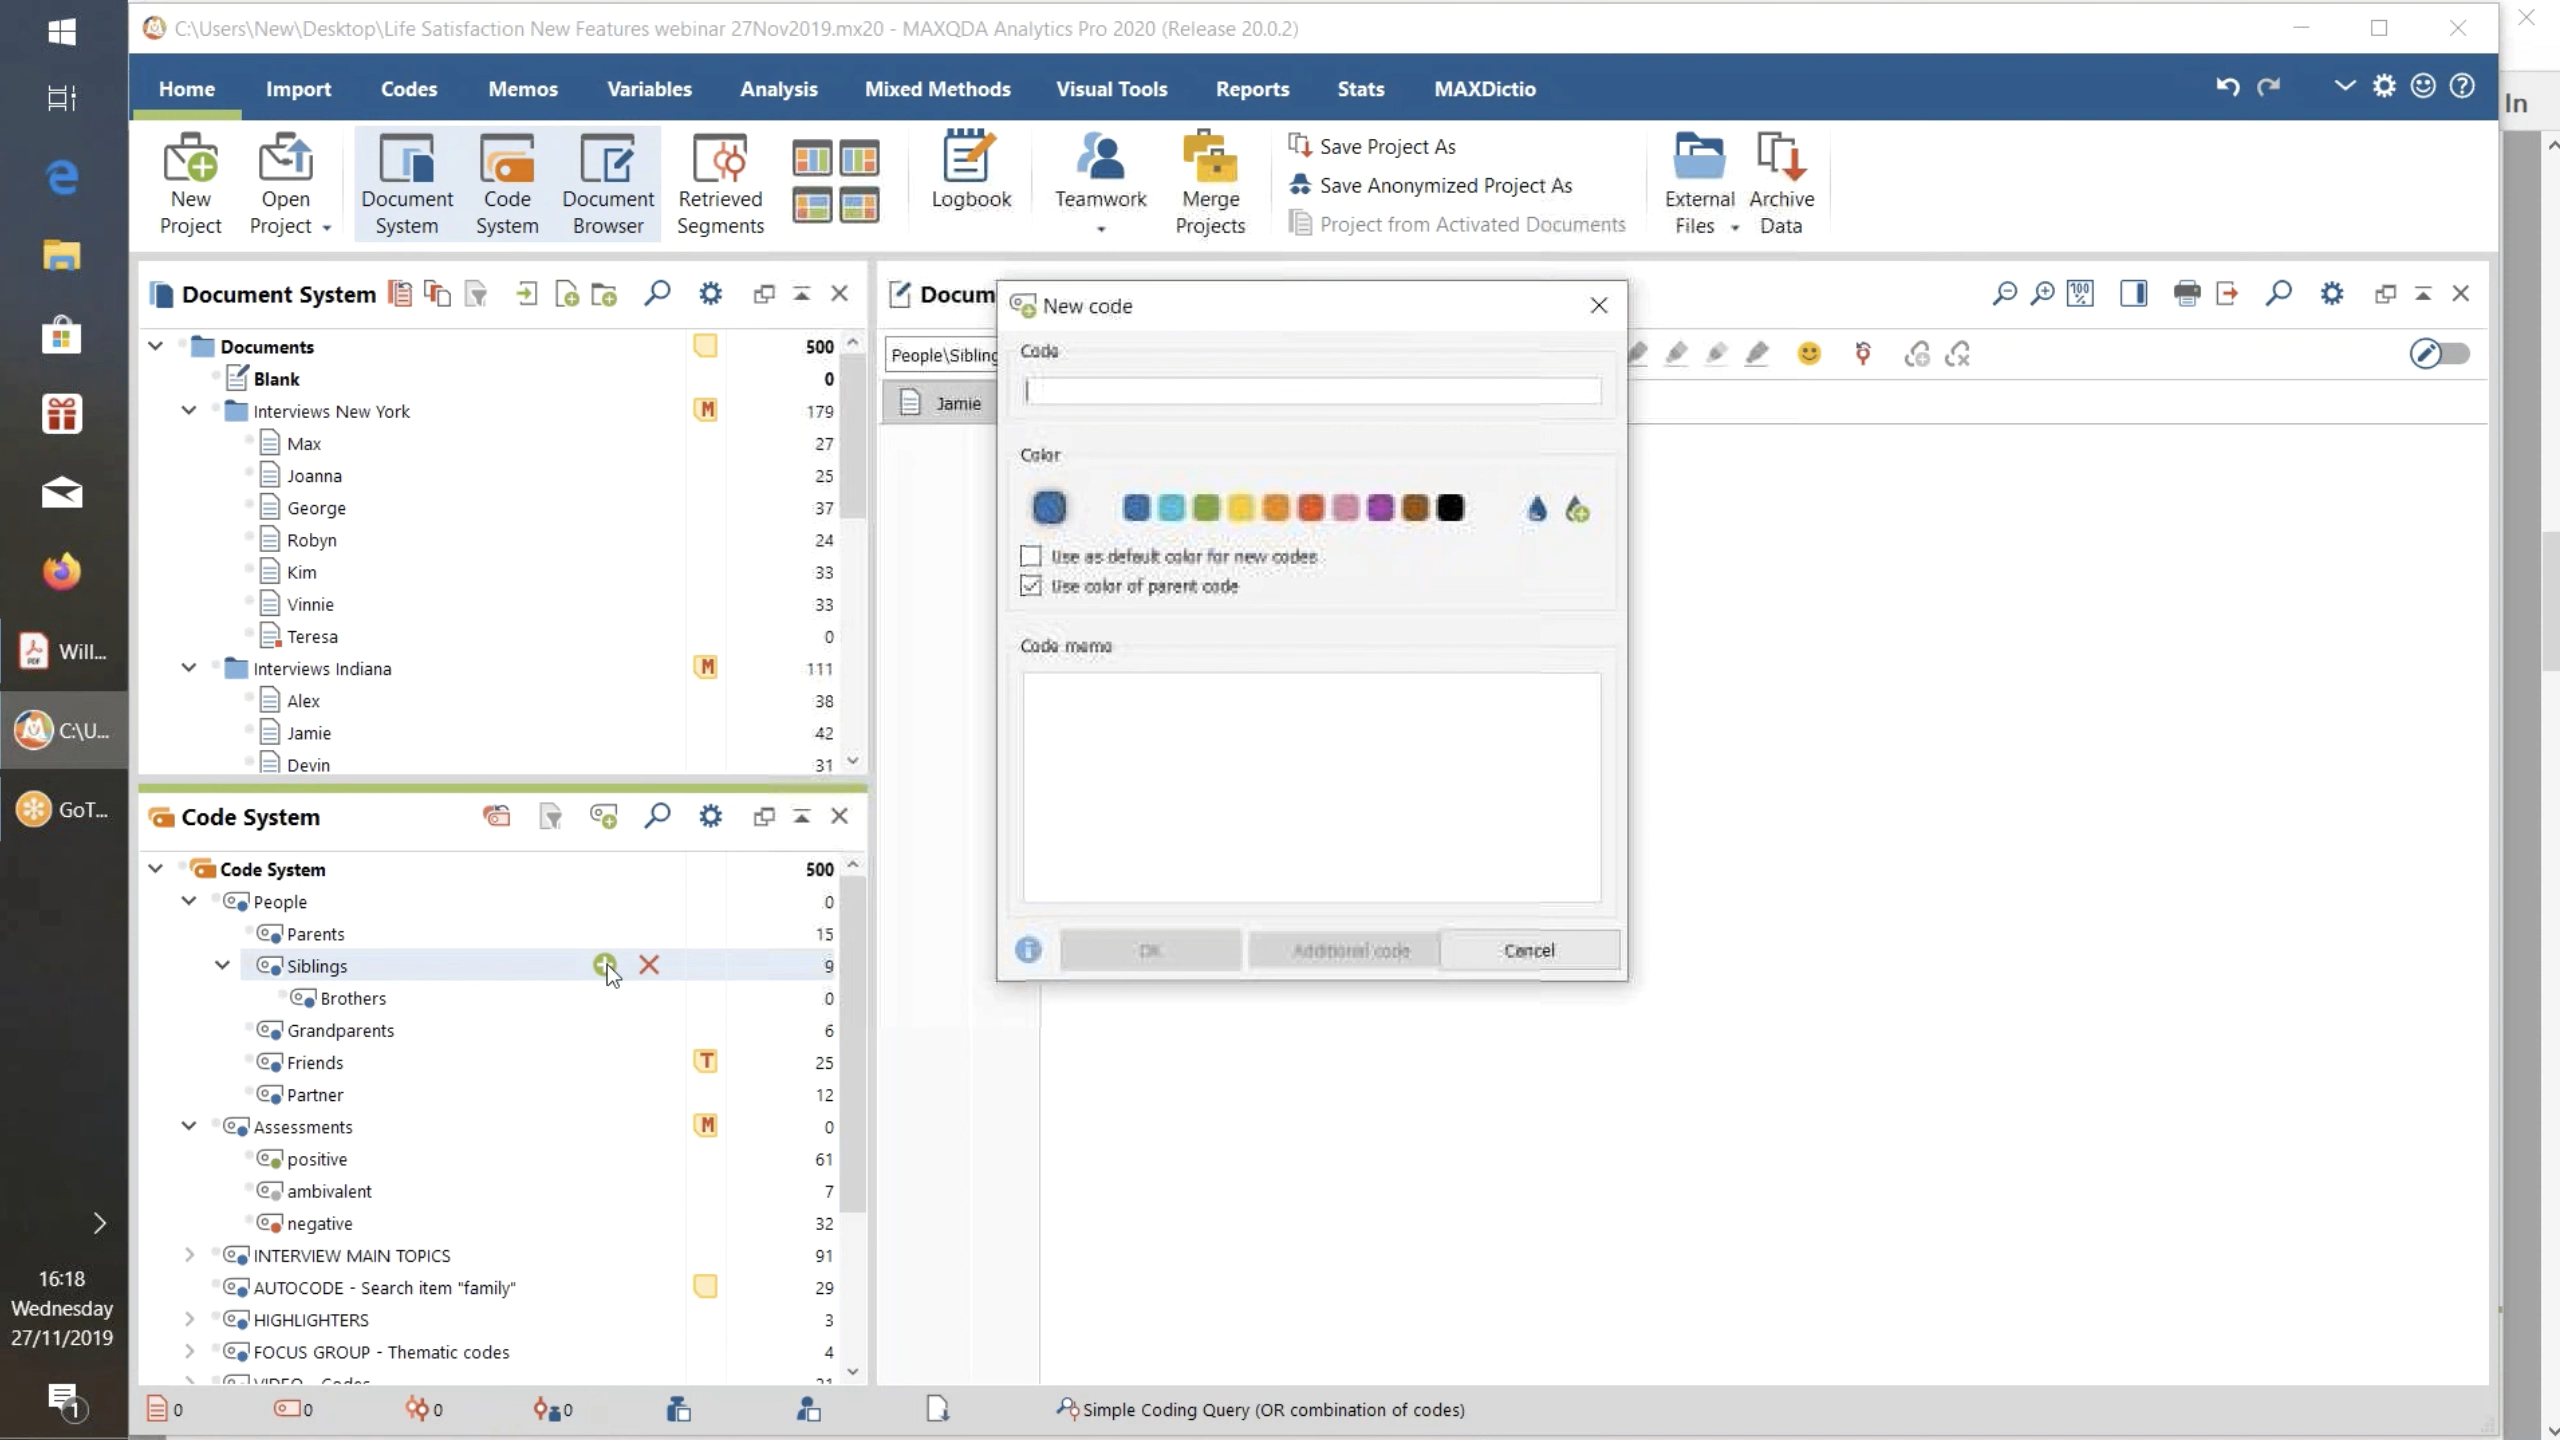 C:\Users\New\Desktop\Life Satisfaction New Features webinar 27Nov2019.mx20 - MAXQDA Analytics Pro 2020 (Release 20.0.2)
Home Import Codes Memos Variables Analysis Mixed Methods Visual Tools Reports Stats MAXDictio
In
New Project
Open Project
Document System
Code System
Document Browser
Retrieved Segments
Logbook
Teamwork
Merge Projects
Save Project As
Save Anonymized Project As
Project from Activated Documents
External Files
Archive Data
Document System
Documents 500
Blank 0
Interviews New York M 179
Max 27
Joanna 25
George 37
Robyn 24
Kim 33
Vinnie 33
Teresa 0
Interviews Indiana M 111
Alex 38
Jamie 42
Devin 31
Docum
100 %
People\Sibling
Jamie
New code
Code
Color
Use as default color for new codes
Use color of parent code
Code memo
OK
Additional code
Cancel
Code System
Code System 500
People 0
Parents 15
Siblings 9
Brothers 0
Grandparents 6
Friends T 25
Partner 12
Assessments M 0
positive 61
ambivalent 7
negative 32
INTERVIEW MAIN TOPICS 91
AUTOCODE - Search item "family" 29
HIGHLIGHTERS 3
FOCUS GROUP - Thematic codes 4
0 0 0 0
Simple Coding Query (OR combination of codes)
Will...
C:\U...
GoT...
16:18
Wednesday
27/11/2019
1